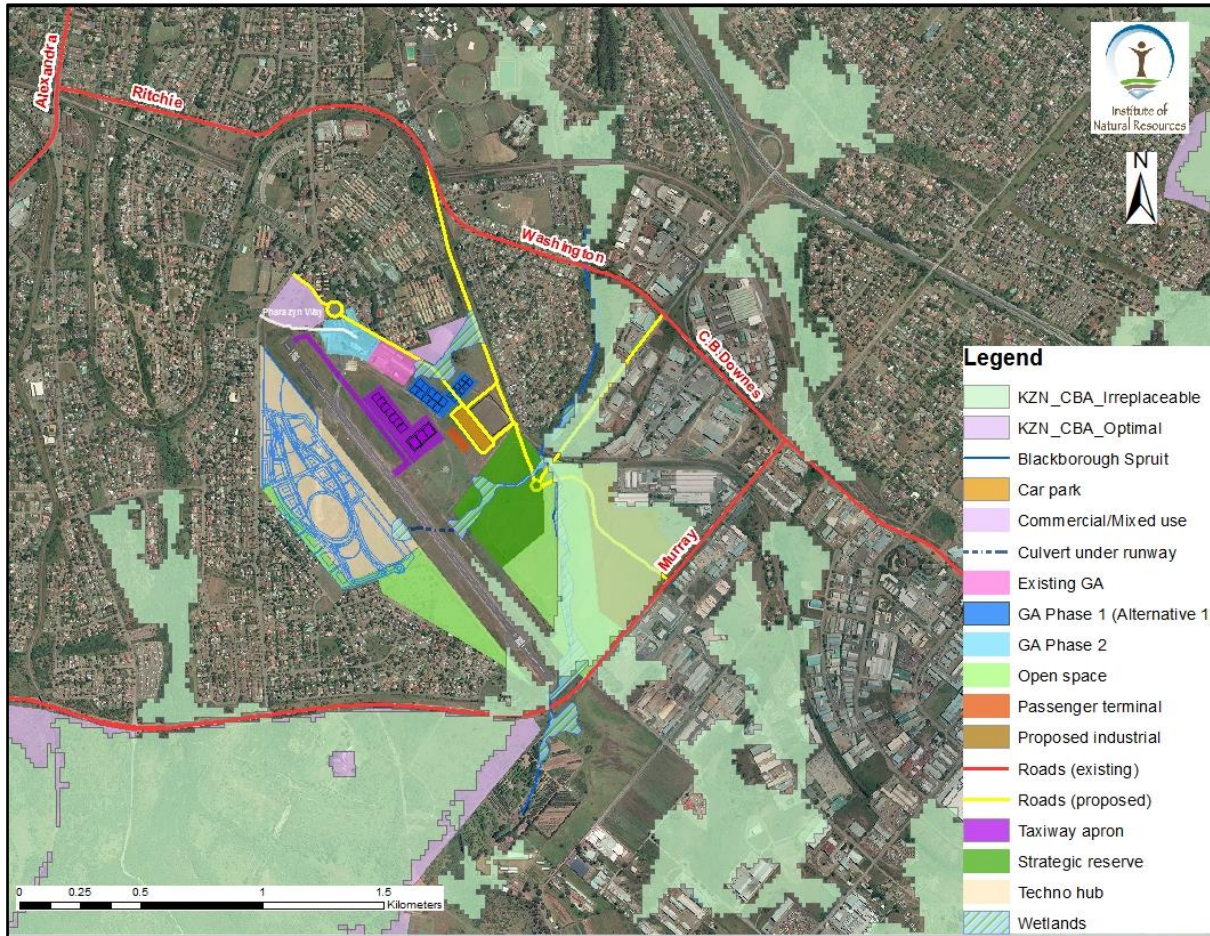 Alexandra
Ritchie
Washington
C.B.Downes
Murray
Pharazyn Way
Institute of
Natural Resources
N
Legend
KZN_CBA_Irreplaceable
KZN_CBA_Optimal
Blackborough Spruit
Car park
Commercial/Mixed use
Culvert under runway
Existing GA
GA Phase 1 (Alternative 1
GA Phase 2
Open space
Passenger terminal
Proposed industrial
Roads (existing)
Roads (proposed)
Taxiway apron
Strategic reserve
Techno hub
Wetlands
0 0.25 0.5 1 1.5
Kilometers